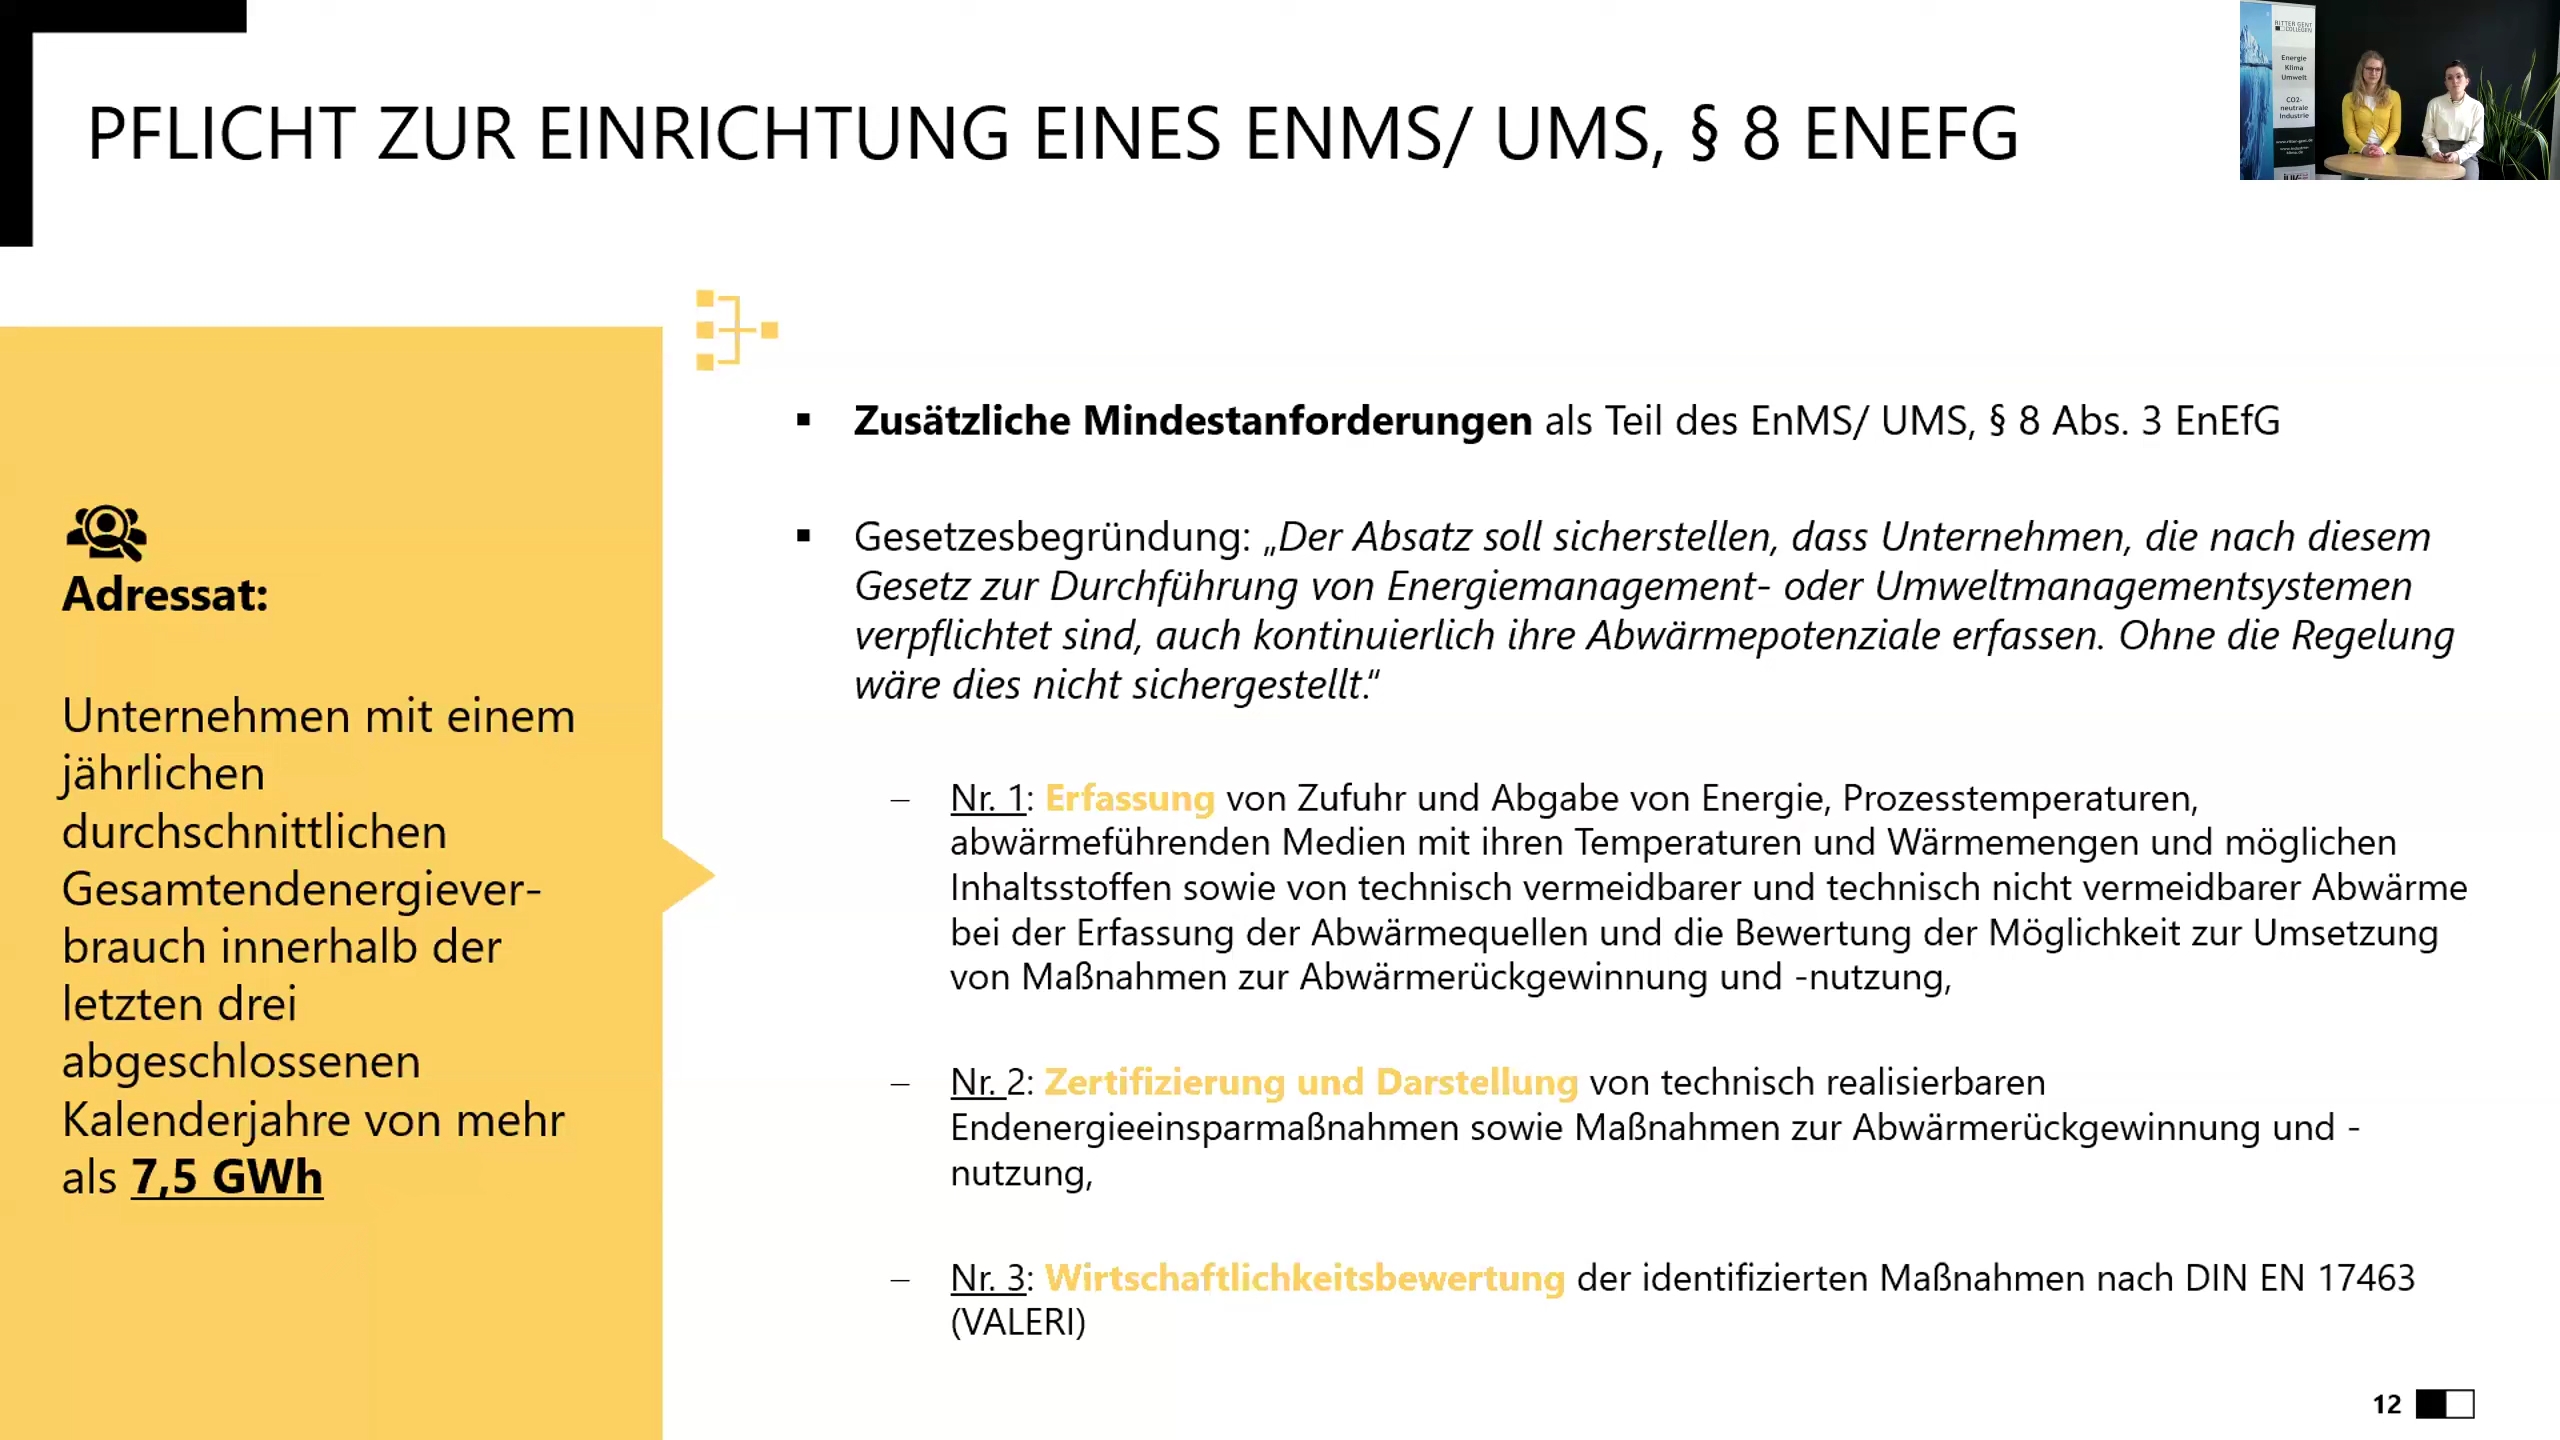 PFLICHT ZUR EINRICHTUNG EINES ENMS/ UMS, § 8 ENEFG
RITTER GENT
COLLEGEN
Energie
Klima
Umwelt
CO2-
neutrale
Industrie
Adressat:
Unternehmen mit einem
jährlichen
durchschnittlichen
Gesamtendenergiever-
brauch innerhalb der
letzten drei
abgeschlossenen
Kalenderjahre von mehr
als 7,5 GWh
▪ Zusätzliche Mindestanforderungen als Teil des EnMS/ UMS, § 8 Abs. 3 EnEfG
▪ Gesetzesbegründung: „Der Absatz soll sicherstellen, dass Unternehmen, die nach diesem
Gesetz zur Durchführung von Energiemanagement- oder Umweltmanagementsystemen
verpflichtet sind, auch kontinuierlich ihre Abwärmepotenziale erfassen. Ohne die Regelung
wäre dies nicht sichergestellt.“
– Nr. 1: Erfassung von Zufuhr und Abgabe von Energie, Prozesstemperaturen,
abwärmeführenden Medien mit ihren Temperaturen und Wärmemengen und möglichen
Inhaltsstoffen sowie von technisch vermeidbarer und technisch nicht vermeidbarer Abwärme
bei der Erfassung der Abwärmequellen und die Bewertung der Möglichkeit zur Umsetzung
von Maßnahmen zur Abwärmerückgewinnung und -nutzung,
– Nr. 2: Zertifizierung und Darstellung von technisch realisierbaren
Endenergieeinsparmaßnahmen sowie Maßnahmen zur Abwärmerückgewinnung und -
nutzung,
– Nr. 3: Wirtschaftlichkeitsbewertung der identifizierten Maßnahmen nach DIN EN 17463
(VALERI)
12